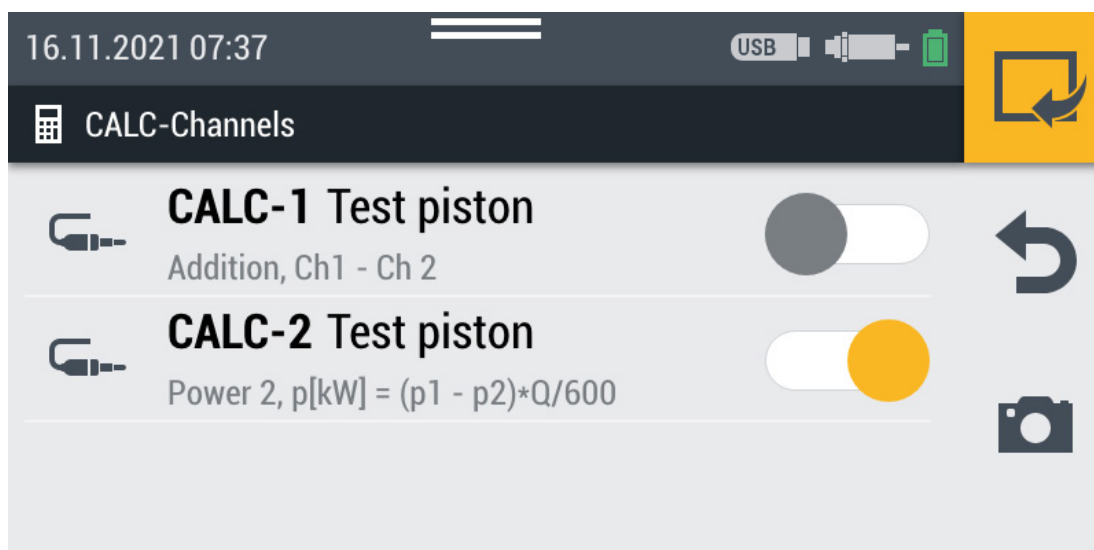 16.11.2021 07:37
USB
CALC-Channels
CALC-1 Test piston
Addition, Ch1 - Ch 2
CALC-2 Test piston
Power 2, p[kW] = (p1 - p2)*Q/600